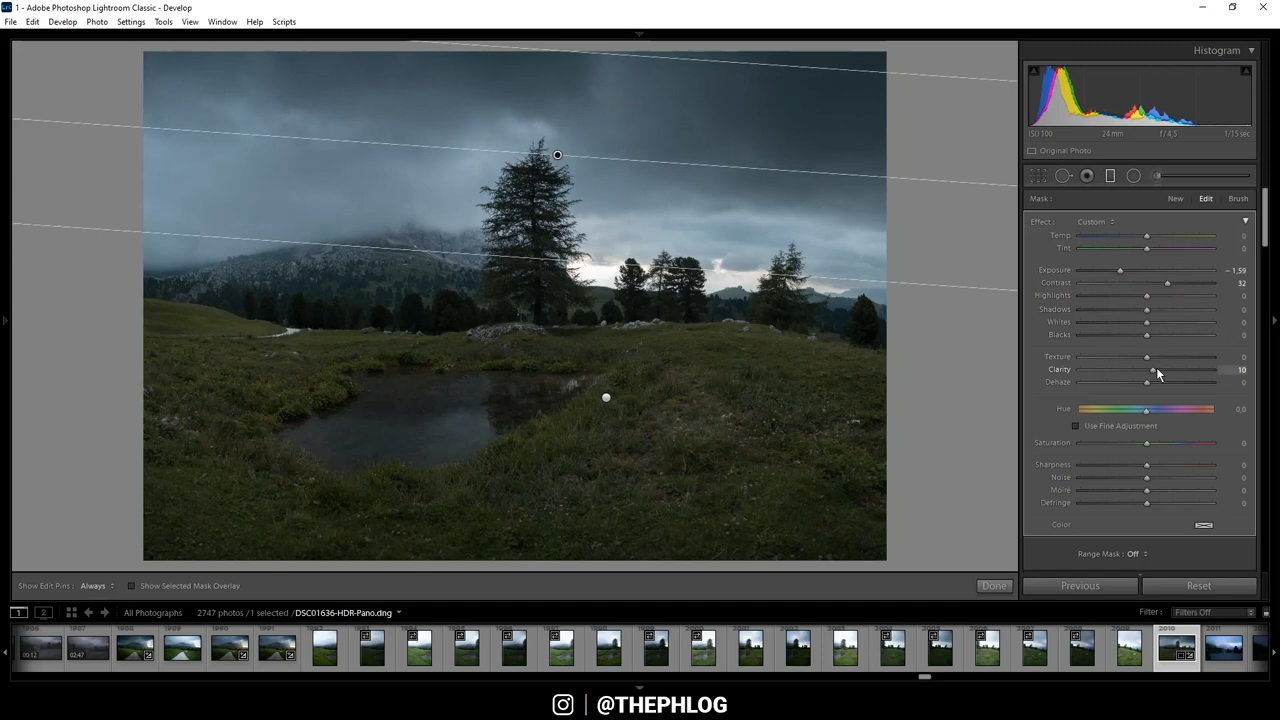 1 - Adobe Photoshop Lightroom Classic - Develop
File Edit Develop Photo Settings Tools View Window Help Scripts
Histogram
ISO 100 24 mm f / 4,5 1/15 sec
Original Photo
Mask : New Edit Brush
Effect : Custom
Temp 0
Tint 0
Exposure – 1,59
Contrast 32
Highlights 0
Shadows 0
Whites 0
Blacks 0
Texture 0
Clarity 10
Dehaze 0
Hue 0,0
Use Fine Adjustment
Saturation 0
Sharpness 0
Noise 0
Moire 0
Defringe 0
Color
Range Mask : Off
Show Edit Pins : Always Show Selected Mask Overlay Done
Previous Reset
1 2 All Photographs 2747 photos / 1 selected / DSC01636-HDR-Pano.dng Filter : Filters Off
00:12 02:47
@THEPHLOG